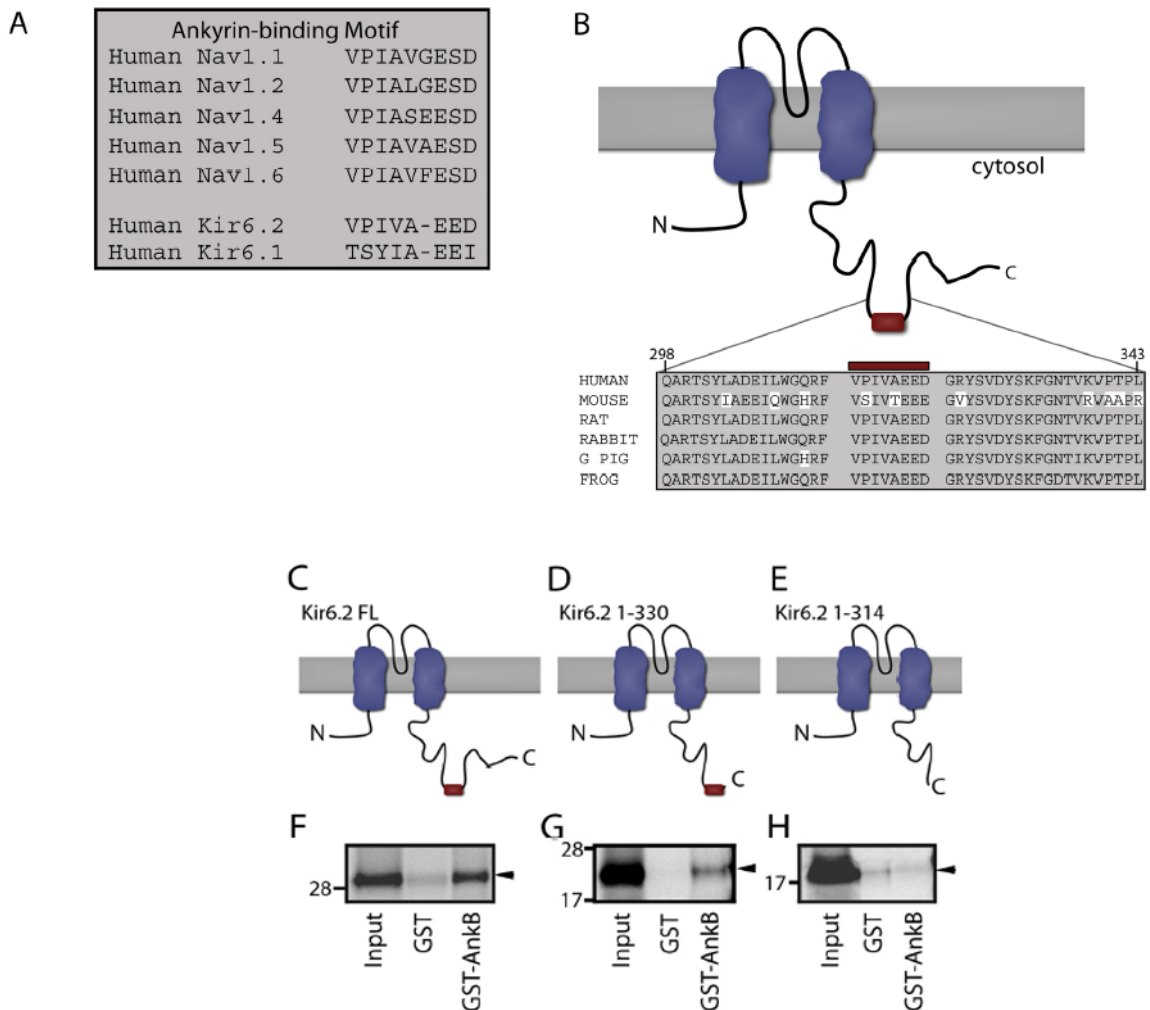 A
Ankyrin-binding Motif
Human Nav1.1 VPIAVGESD
Human Nav1.2 VPIALGESD
Human Nav1.4 VPIASEESD
Human Nav1.5 VPIAVAESD
Human Nav1.6 VPIAVFESD
Human Kir6.2 VPIVA-EED
Human Kir6.1 TSYIA-EEI
B
cytosol
N
C
298 343
HUMAN QARTSYLADEILWGQRF VPIVAEED GRYSVDYSKFGNTVKVPTPL
MOUSE QARTSYIAEEIQWGHRF VSIVTEEE GVYSVDYSKFGNTVRVAAPR
RAT QARTSYLADEILWGQRF VPIVAEED GRYSVDYSKFGNTVKVPTPL
RABBIT QARTSYLADEILWGQRF VPIVAEED GRYSVDYSKFGNTVKVPTPL
G PIG QARTSYLADEILWGHRF VPIVAEED GRYSVDYSKFGNTIKVPTPL
FROG QARTSYLADEILWGQRF VPIVAEED GRYSVDYSKFGDTVKVPTPL
C
Kir6.2 FL
N
C
D
Kir6.2 1-330
N
C
E
Kir6.2 1-314
N
C
F
28
Input
GST
GST-AnkB
G
28
17
Input
GST
GST-AnkB
H
17
Input
GST
GST-AnkB